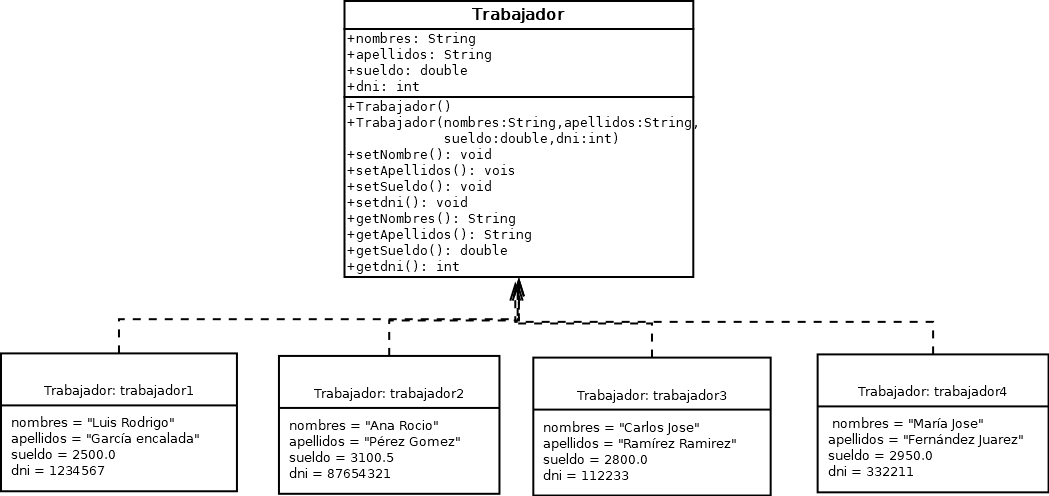 Trabajador
+nombres: String
+apellidos: String
+sueldo: double
+dni: int
+Trabajador()
+Trabajador(nombres:String,apellidos:String,
sueldo:double,dni:int)
+setNombre(): void
+setApellidos(): vois
+setSueldo(): void
+setdni(): void
+getNombres(): String
+getApellidos(): String
+getSueldo(): double
+getdni(): int
Trabajador: trabajador1
nombres = "Luis Rodrigo"
apellidos = "García encalada"
sueldo = 2500.0
dni = 1234567
Trabajador: trabajador2
nombres = "Ana Rocio"
apellidos = "Pérez Gomez"
sueldo = 3100.5
dni = 87654321
Trabajador: trabajador3
nombres = "Carlos Jose"
apellidos = "Ramírez Ramirez"
sueldo = 2800.0
dni = 112233
Trabajador: trabajador4
nombres = "María Jose"
apellidos = "Fernández Juarez"
sueldo = 2950.0
dni = 332211